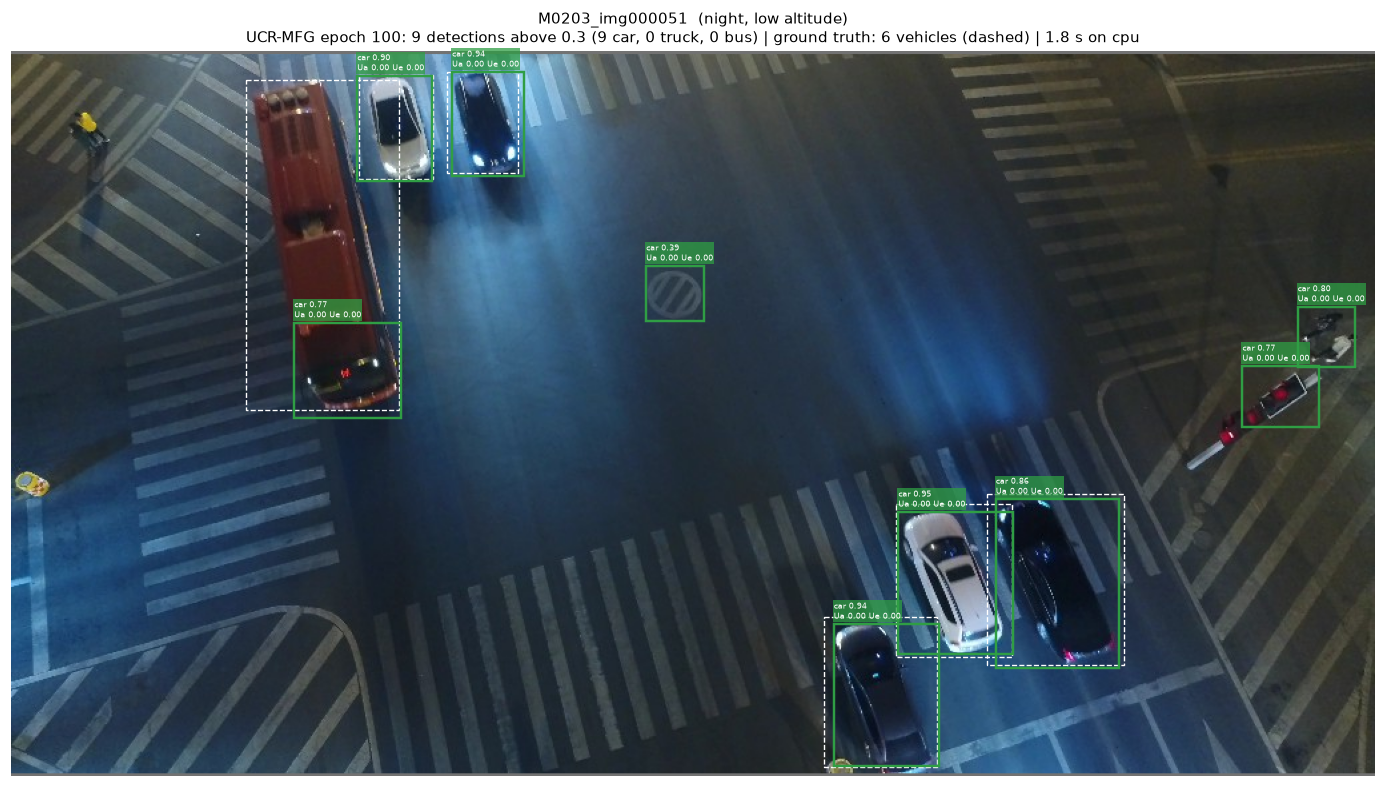 M0203_img000051  (night, low altitude)
UCR-MFG epoch 100: 9 detections above 0.3 (9 car, 0 truck, 0 bus) | ground truth: 6 vehicles (dashed) | 1.8 s on cpu
car 0.90
Ua 0.00 Ue 0.00
car 0.94
Ua 0.00 Ue 0.00
car 0.39
Ua 0.00 Ue 0.00
car 0.77
Ua 0.00 Ue 0.00
car 0.80
Ua 0.00 Ue 0.00
car 0.77
Ua 0.00 Ue 0.00
car 0.95
Ua 0.00 Ue 0.00
car 0.86
Ua 0.00 Ue 0.00
car 0.94
Ua 0.00 Ue 0.00